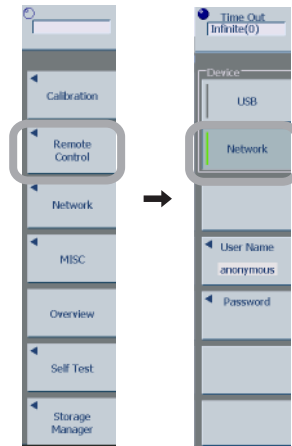 Calibration
Remote
Control
Network
MISC
Overview
Self Test
Storage
Manager
Time Out
Infinite(0)
Device
USB
Network
User Name
anonymous
Password